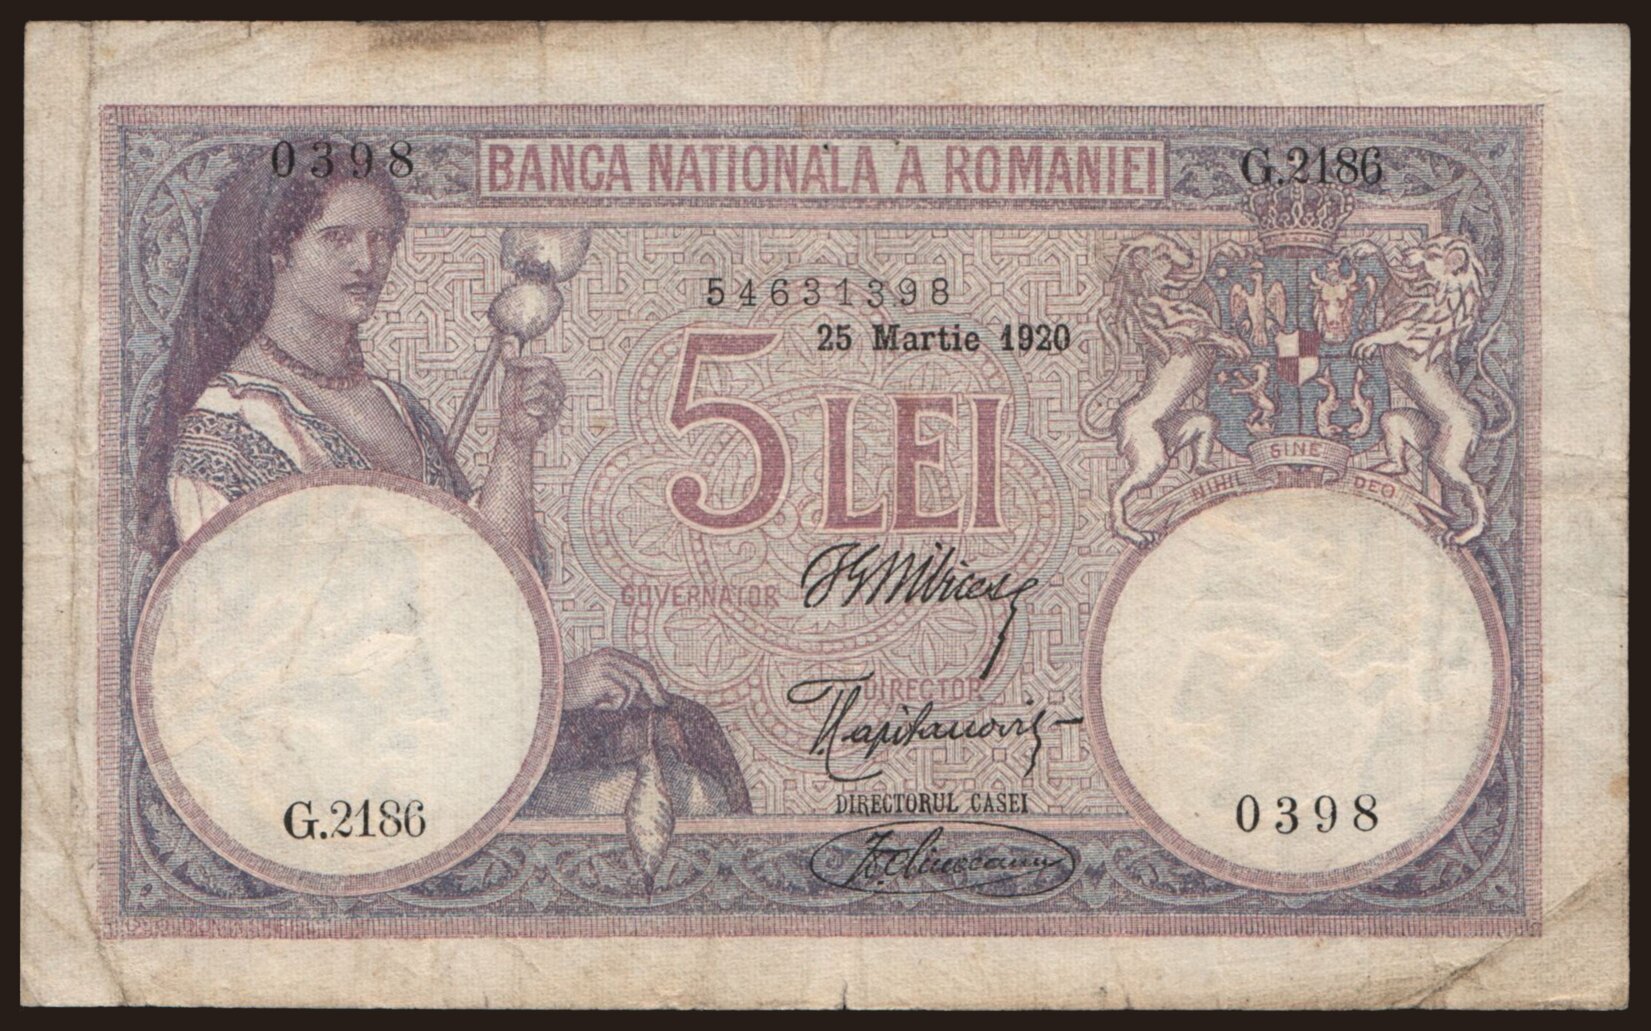 0398
BANCA NATIONALA A ROMANIEI
G.2186
54631398
25 Martie 1920
5 LEI
NIHIL SINE DEO
GOVERNATOR
DIRECTOR
DIRECTORUL CASEI
G.2186
0398